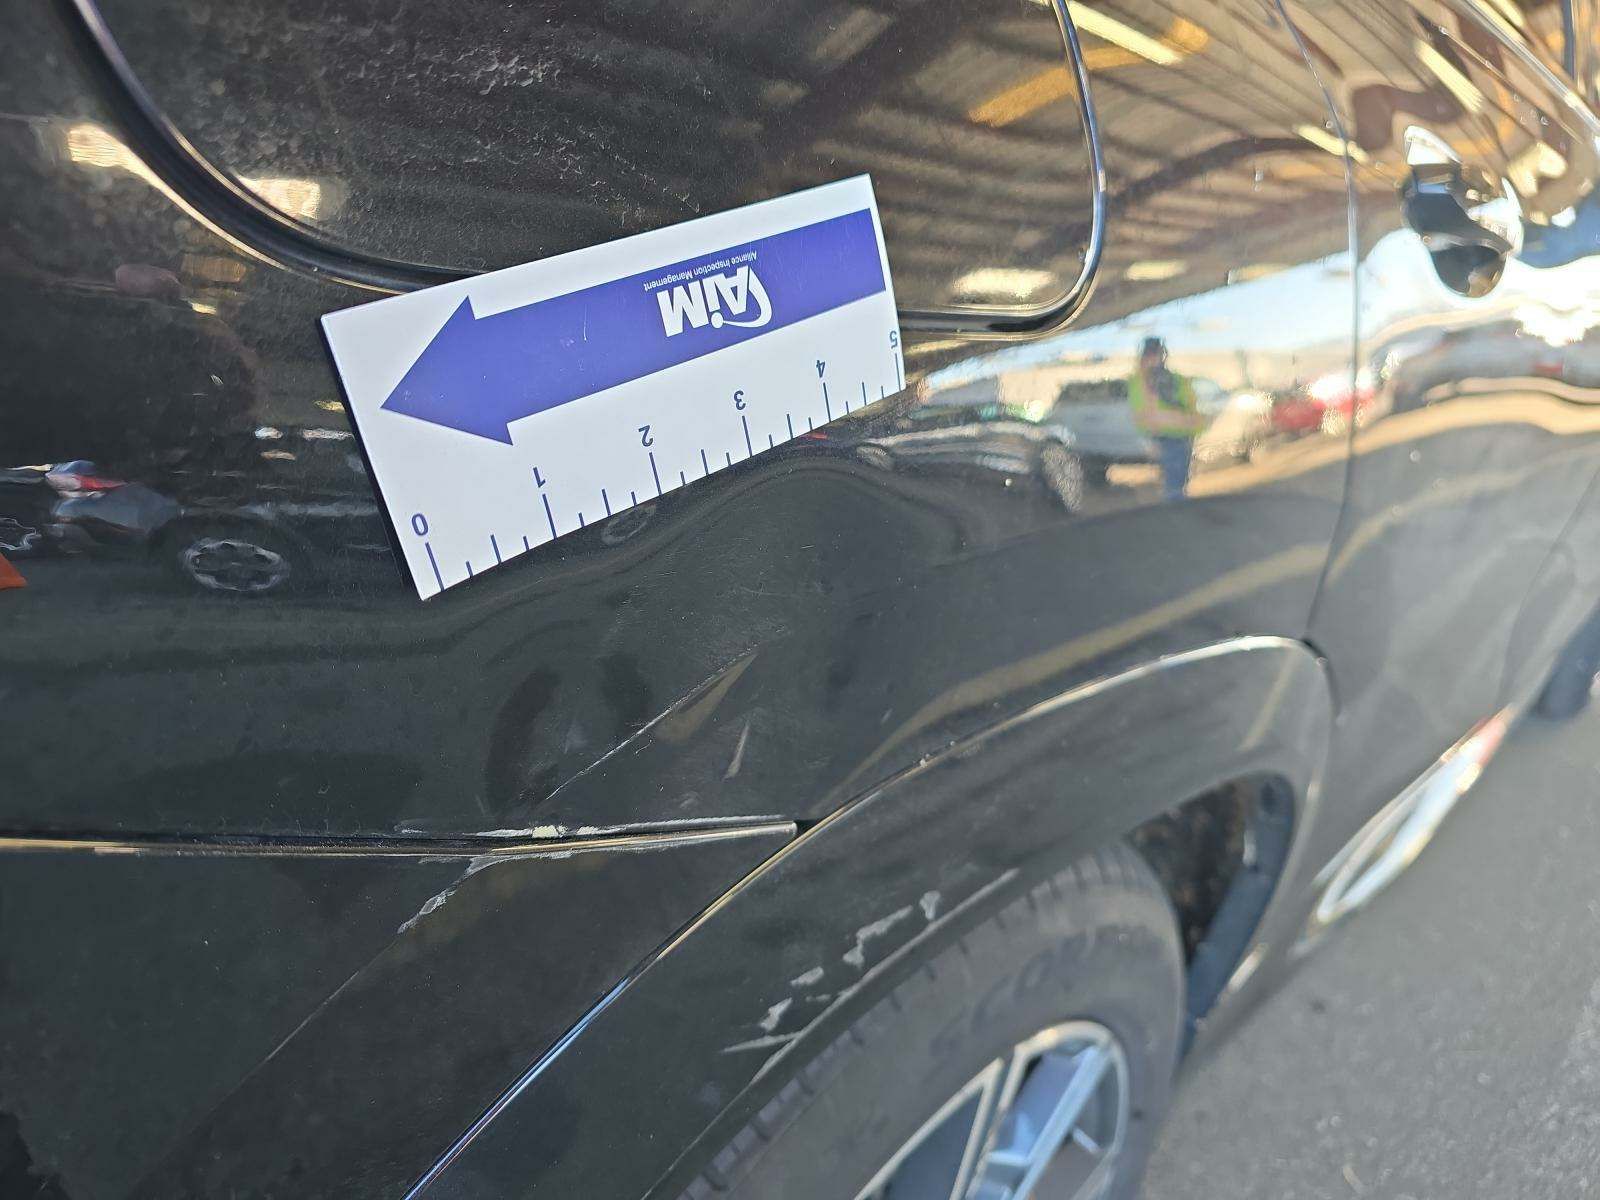 AiM
Alliance Inspection Management
0 1 2 3 4 5